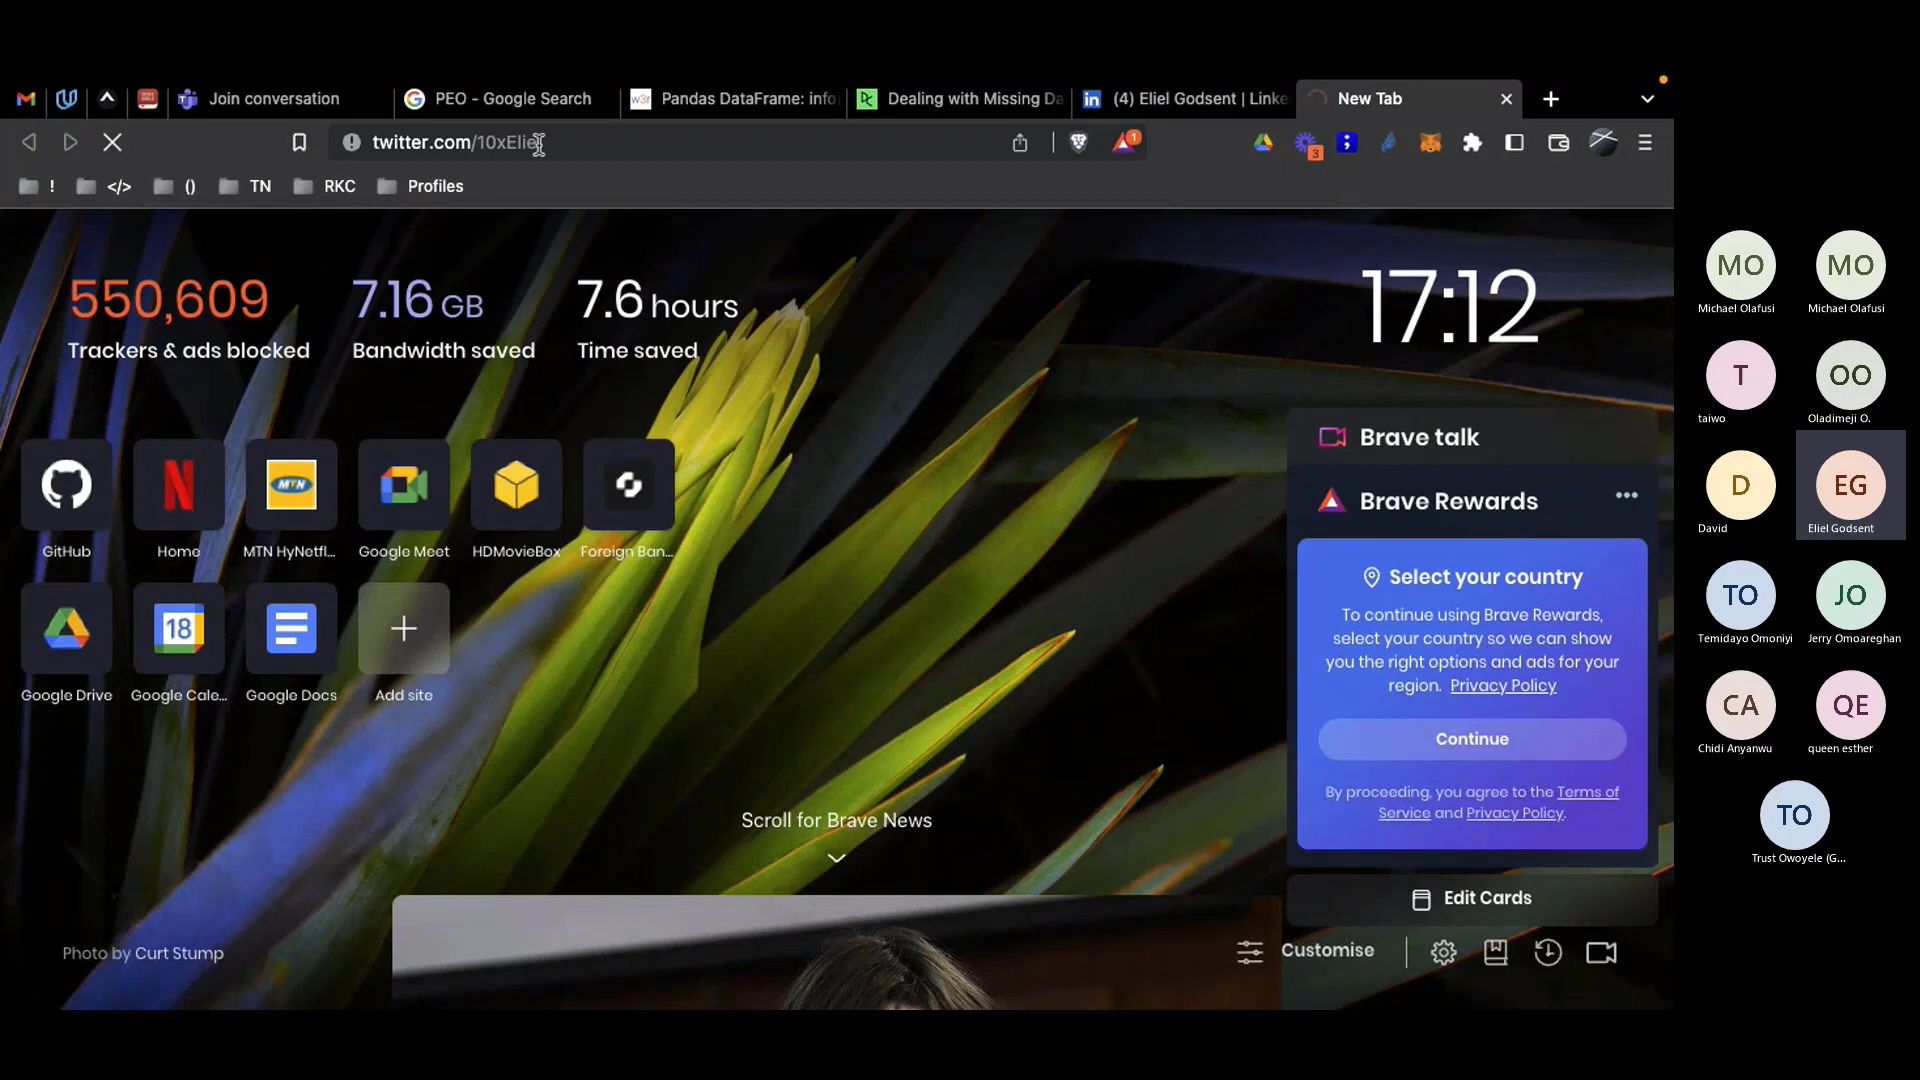 Join conversation
PEO - Google Search
w3r
Pandas DataFrame: info
Dealing with Missing Da
(4) Eliel Godsent | Linke
New Tab
twitter.com/10xElie
1
3
!
</>
()
TN
RKC
Profiles
550,609
Trackers & ads blocked
7.16 GB
Bandwidth saved
7.6 hours
Time saved
17:12
GitHub
Home
MTN
MTN HyNetfl...
Google Meet
HDMovieBox
Foreign Ban...
Google Drive
18
Google Cale...
Google Docs
Add site
Brave talk
Brave Rewards
Select your country
To continue using Brave Rewards,
select your country so we can show
you the right options and ads for your
region. Privacy Policy
Continue
By proceeding, you agree to the Terms of
Service and Privacy Policy.
Edit Cards
Scroll for Brave News
Photo by Curt Stump
Customise
MO
Michael Olafusi
MO
Michael Olafusi
T
taiwo
OO
Oladimeji O.
D
David
EG
Eliel Godsent
TO
Temidayo Omoniyi
JO
Jerry Omoareghan
CA
Chidi Anyanwu
QE
queen esther
TO
Trust Owoyele (G...